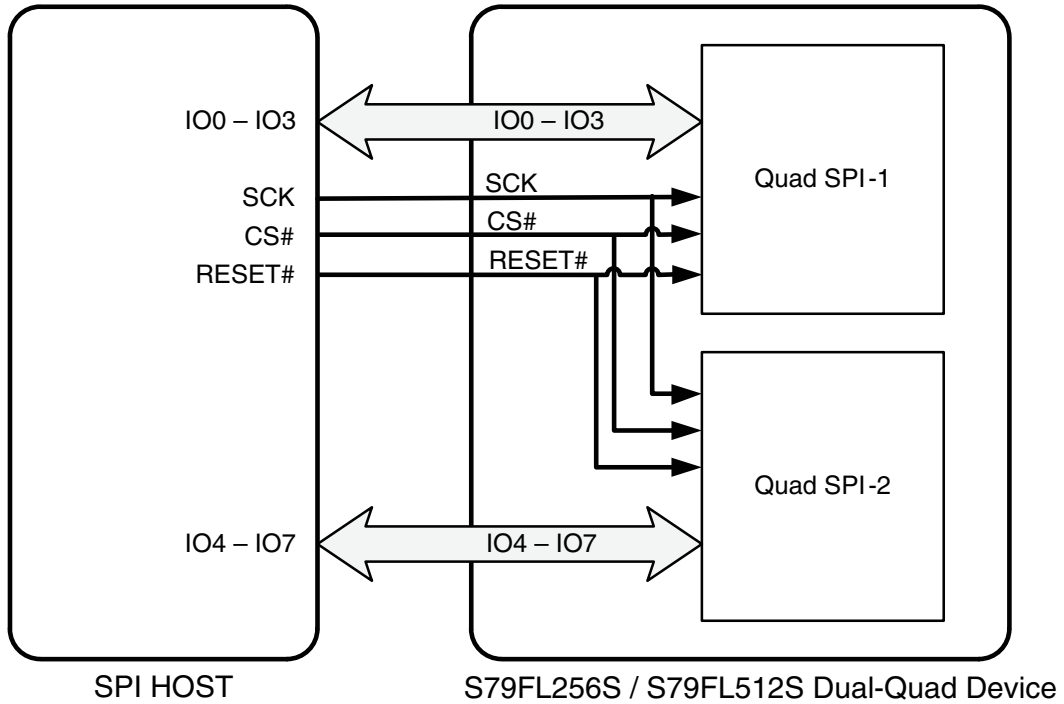 IO0 – IO3
IO0 – IO3
Quad SPI-1
SCK
SCK
CS#
CS#
RESET#
RESET#
Quad SPI-2
IO4 – IO7
IO4 – IO7
SPI HOST
S79FL256S / S79FL512S Dual-Quad Device